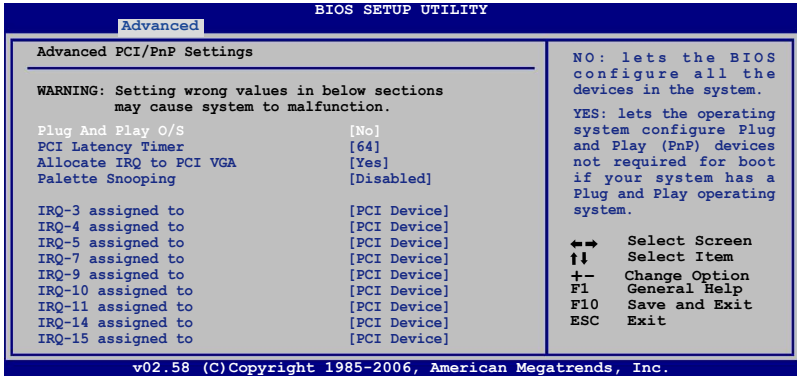 BIOS SETUP UTILITY
Advanced
Advanced PCI/PnP Settings
WARNING: Setting wrong values in below sections
may cause system to malfunction.
Plug And Play O/S [No]
PCI Latency Timer [64]
Allocate IRQ to PCI VGA [Yes]
Palette Snooping [Disabled]
IRQ-3 assigned to [PCI Device]
IRQ-4 assigned to [PCI Device]
IRQ-5 assigned to [PCI Device]
IRQ-7 assigned to [PCI Device]
IRQ-9 assigned to [PCI Device]
IRQ-10 assigned to [PCI Device]
IRQ-11 assigned to [PCI Device]
IRQ-14 assigned to [PCI Device]
IRQ-15 assigned to [PCI Device]
NO: lets the BIOS
configure all the
devices in the system.
YES: lets the operating
system configure Plug
and Play (PnP) devices
not required for boot
if your system has a
Plug and Play operating
system.
←→ Select Screen
↑↓ Select Item
+- Change Option
F1 General Help
F10 Save and Exit
ESC Exit
v02.58 (C)Copyright 1985-2006, American Megatrends, Inc.